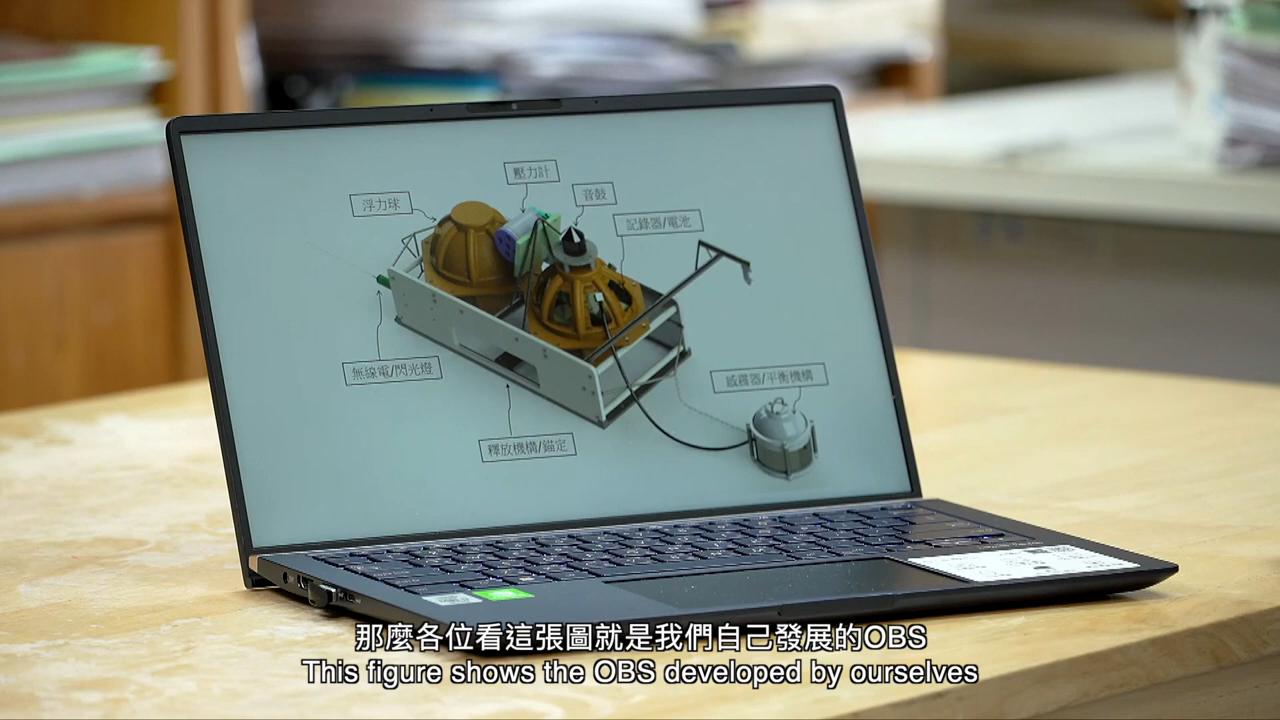 壓力計
浮力球
音鼓
記錄器/電池
無線電/閃光燈
感震器/平衡機構
釋放機構/錨定
那麼各位看這張圖就是我們自己發展的OBS
This figure shows the OBS developed by ourselves